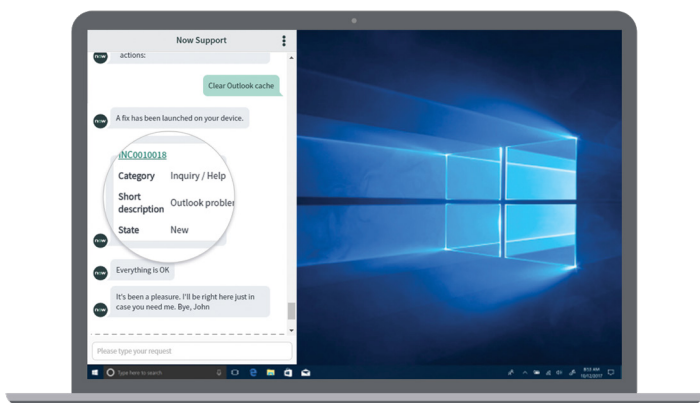 Now Support
now
actions:
Clear Outlook cache
now
A fix has been launched on your device.
INC0010018
Category Inquiry / Help
Short description Outlook problem
State New
now
now
Everything is OK
now
It's been a pleasure. I'll be right here just in
case you need me. Bye, John
Please type your request
Type here to search